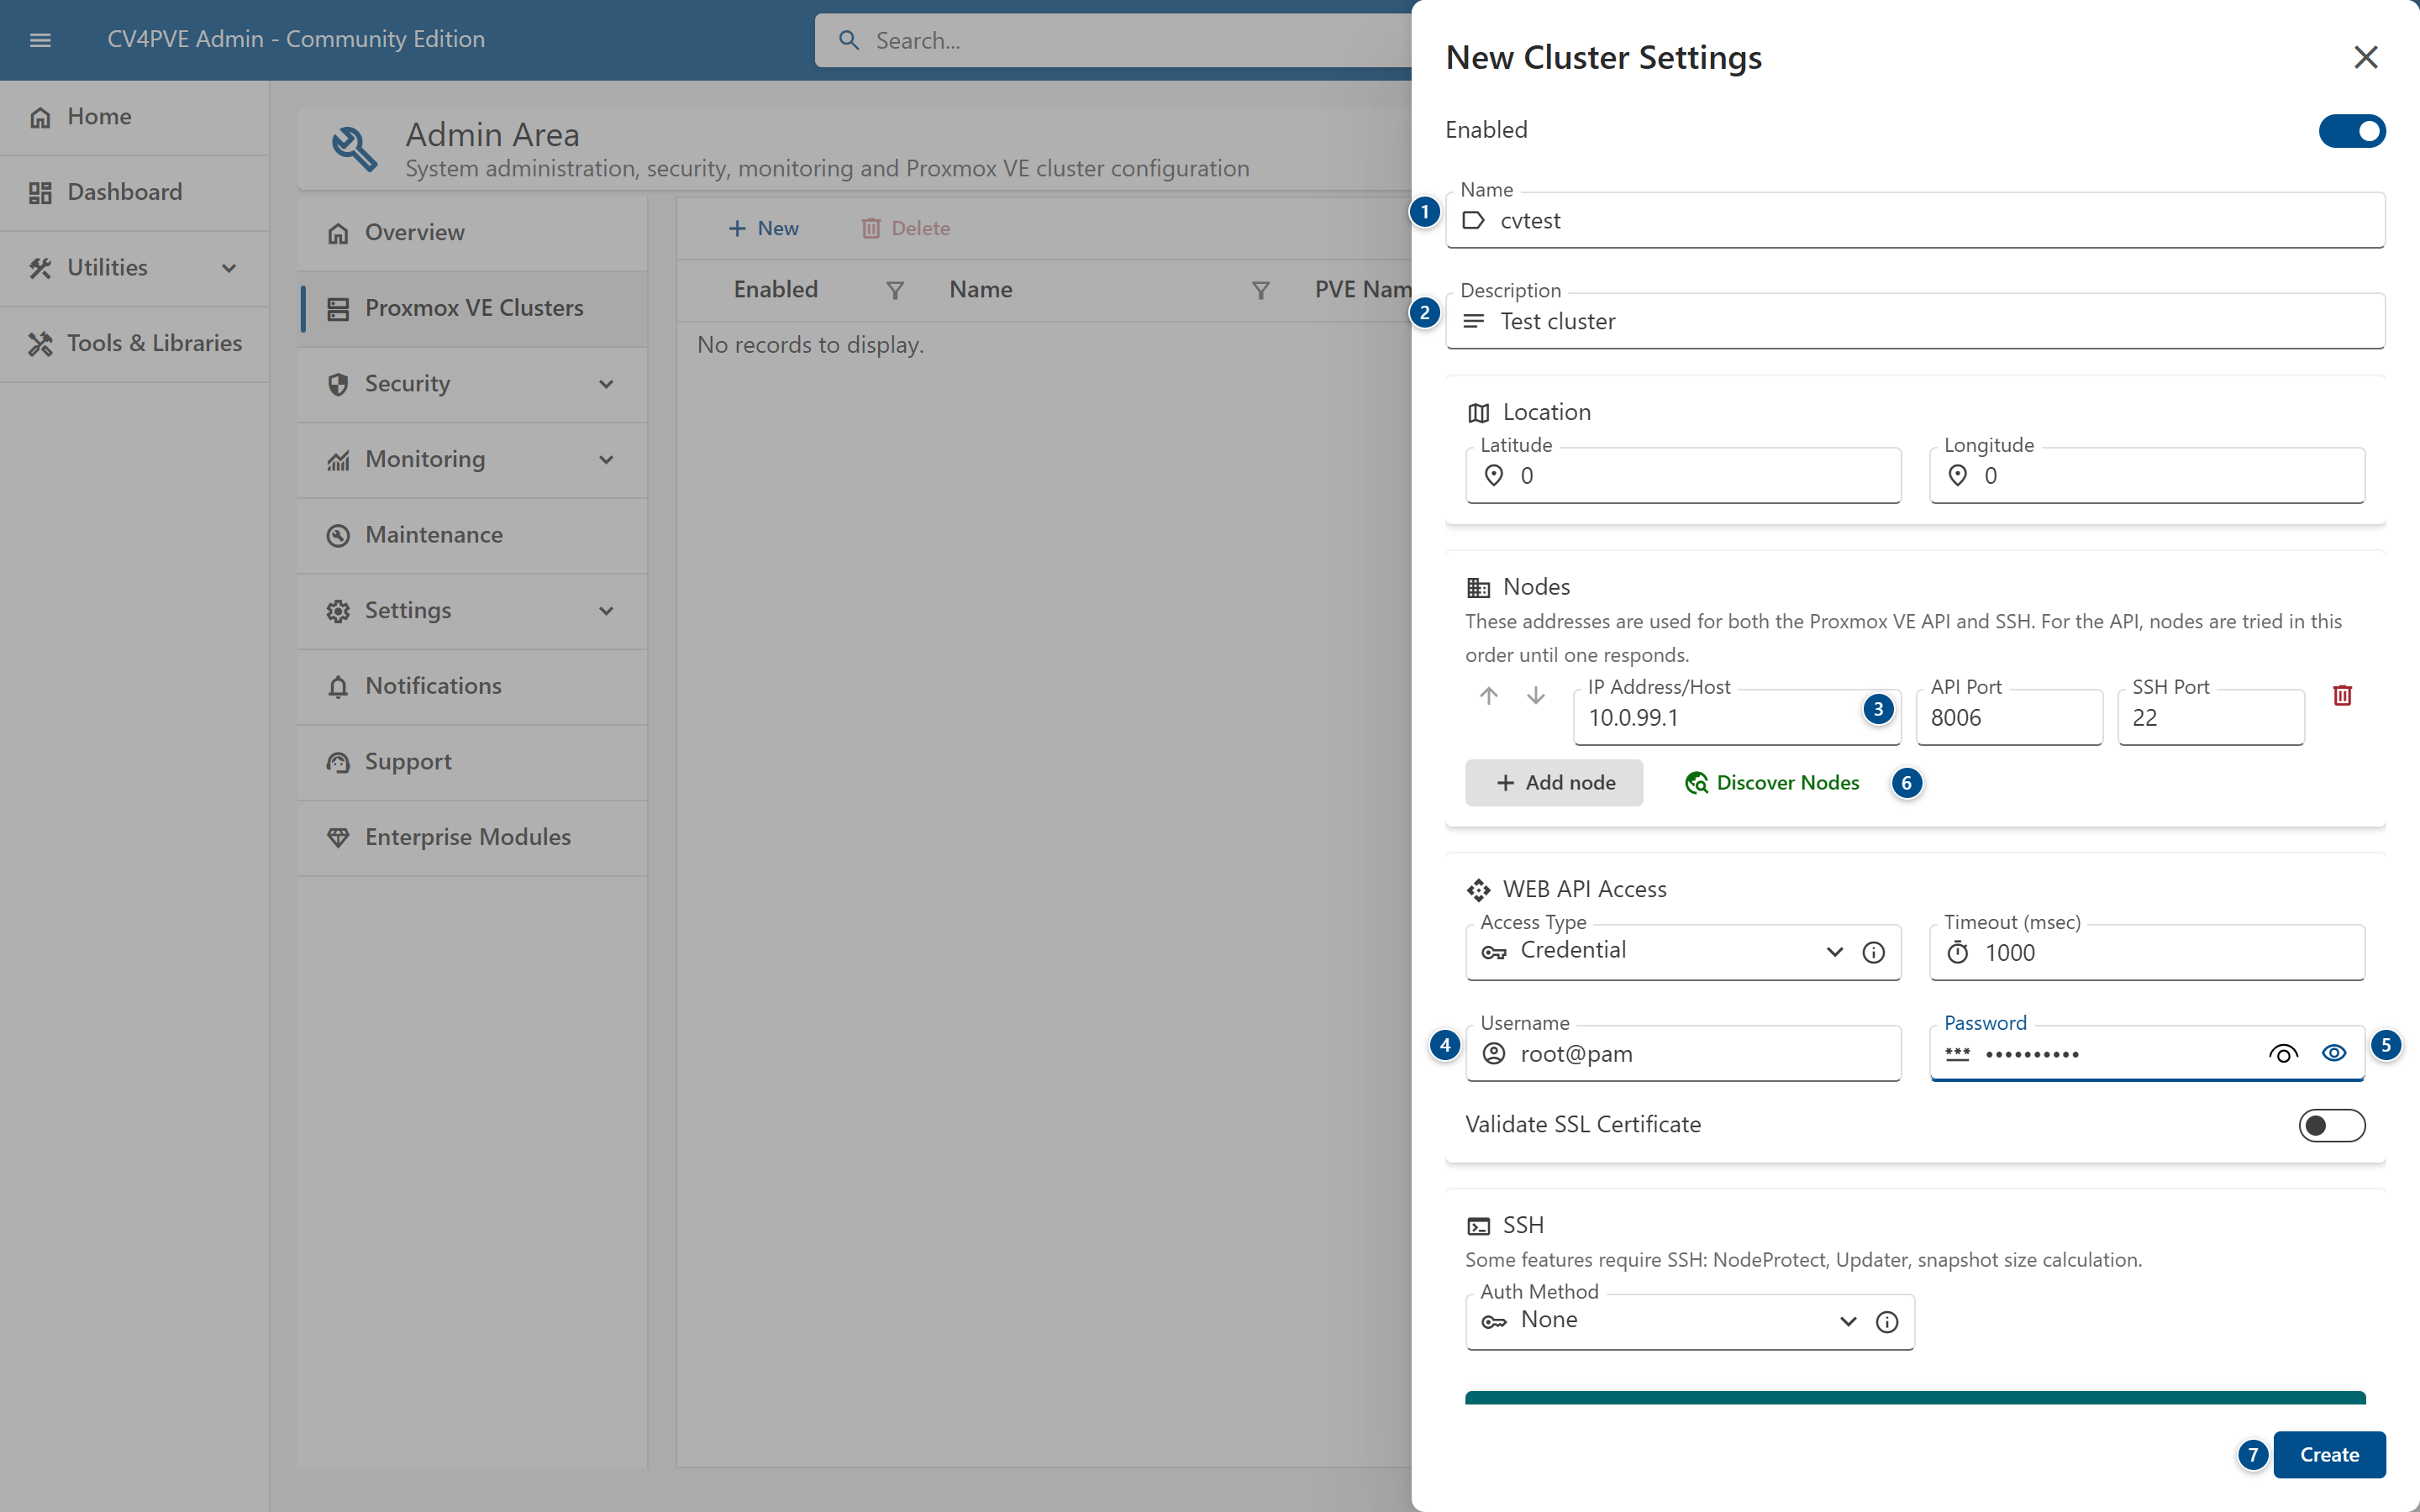 CV4PVE Admin - Community Edition
Search...
Home
Dashboard
Utilities
Tools & Libraries
Admin Area
System administration, security, monitoring and Proxmox VE cluster configuration
Overview
Proxmox VE Clusters
Security
Monitoring
Maintenance
Settings
Notifications
Support
Enterprise Modules
New
Delete
Enabled
Name
PVE Nam
No records to display.
New Cluster Settings
Enabled
Name
1
cvtest
Description
2
Test cluster
Location
Latitude
0
Longitude
0
Nodes
These addresses are used for both the Proxmox VE API and SSH. For the API, nodes are tried in this
order until one responds.
IP Address/Host
10.0.99.1
3
API Port
8006
SSH Port
22
Add node
Discover Nodes
6
WEB API Access
Access Type
Credential
Timeout (msec)
1000
4
Username
root@pam
Password
••••••••••
5
Validate SSL Certificate
SSH
Some features require SSH: NodeProtect, Updater, snapshot size calculation.
Auth Method
None
7
Create